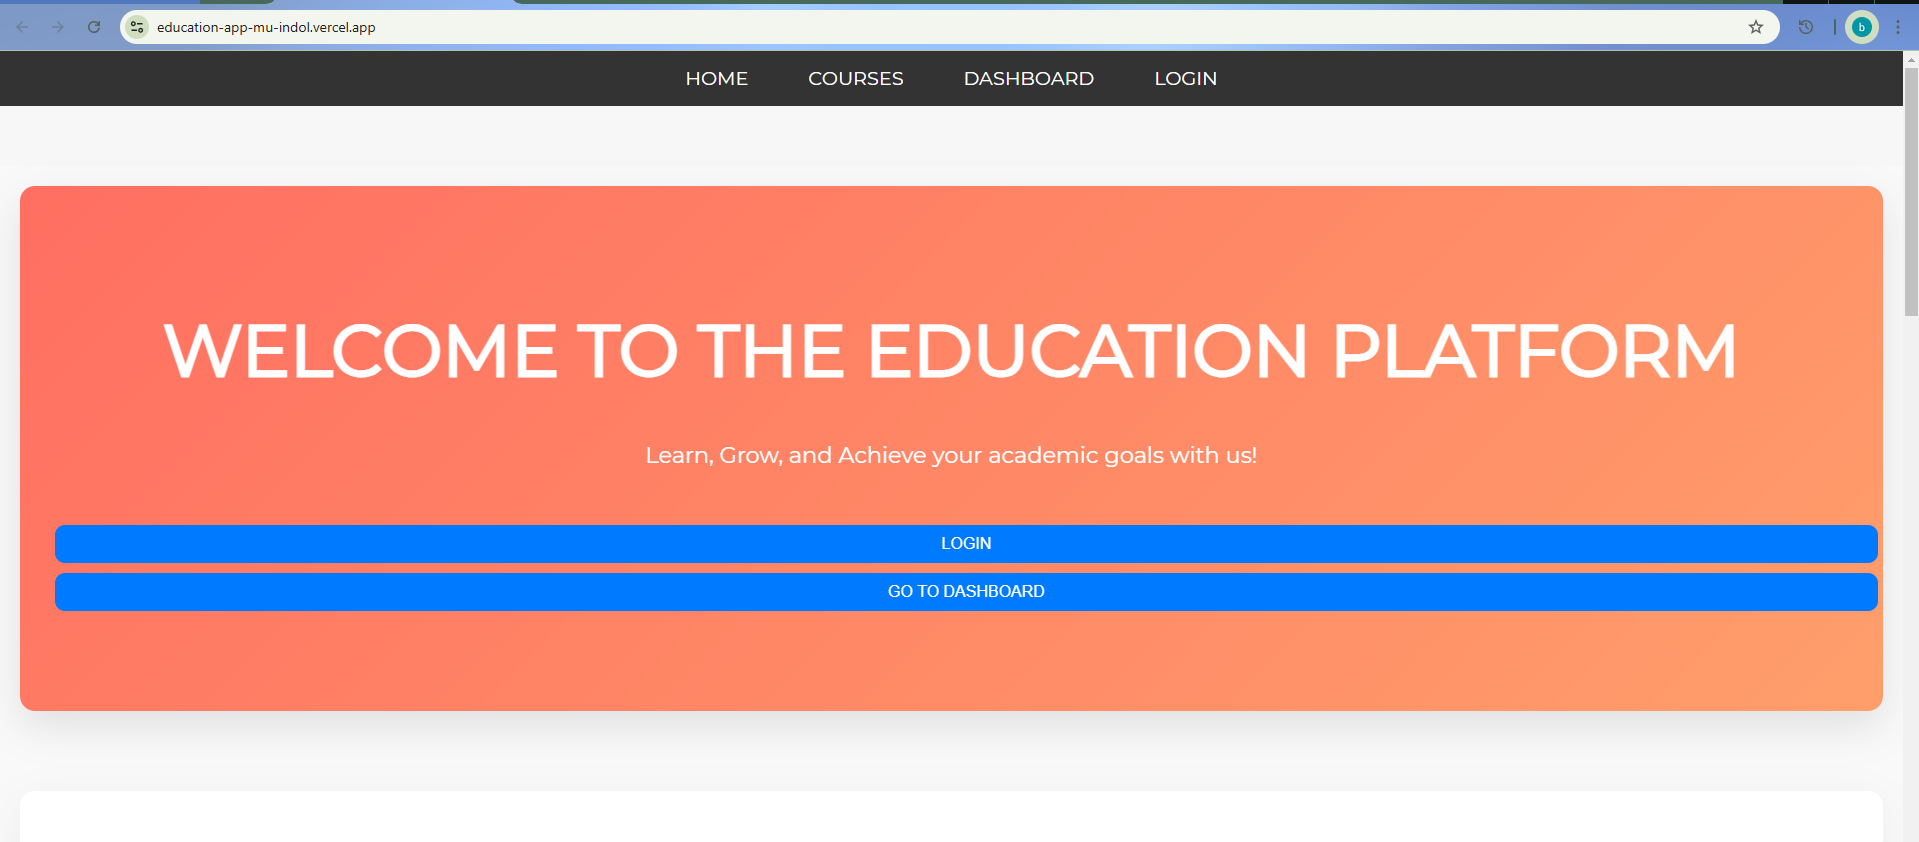 education-app-mu-indol.vercel.app
b
HOME COURSES DASHBOARD LOGIN
WELCOME TO THE EDUCATION PLATFORM
Learn, Grow, and Achieve your academic goals with us!
LOGIN
GO TO DASHBOARD